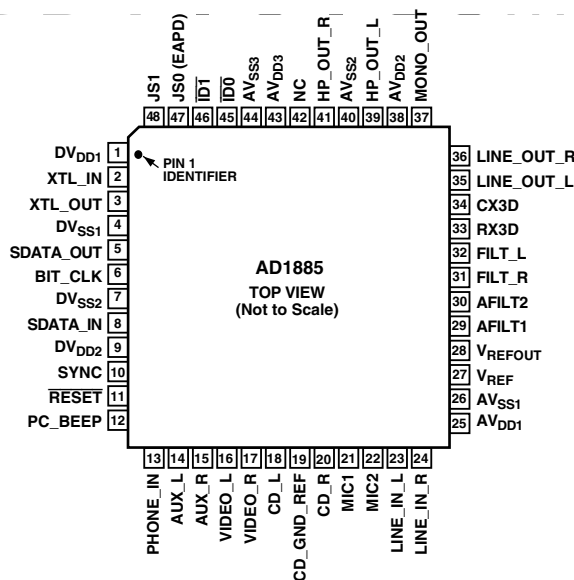 JS1
JS0 (EAPD)
ID1
ID0
AVSS3
AVDD3
NC
HP_OUT_R
AVSS2
HP_OUT_L
AVDD2
MONO_OUT
48 47 46 45 44 43 42 41 40 39 38 37
DVDD1 1
XTL_IN 2
XTL_OUT 3
DVSS1 4
SDATA_OUT 5
BIT_CLK 6
DVSS2 7
SDATA_IN 8
DVDD2 9
SYNC 10
RESET 11
PC_BEEP 12
PIN 1
IDENTIFIER
AD1885
TOP VIEW
(Not to Scale)
36 LINE_OUT_R
35 LINE_OUT_L
34 CX3D
33 RX3D
32 FILT_L
31 FILT_R
30 AFILT2
29 AFILT1
28 VREFOUT
27 VREF
26 AVSS1
25 AVDD1
13 14 15 16 17 18 19 20 21 22 23 24
PHONE_IN
AUX_L
AUX_R
VIDEO_L
VIDEO_R
CD_L
CD_GND_REF
CD_R
MIC1
MIC2
LINE_IN_L
LINE_IN_R